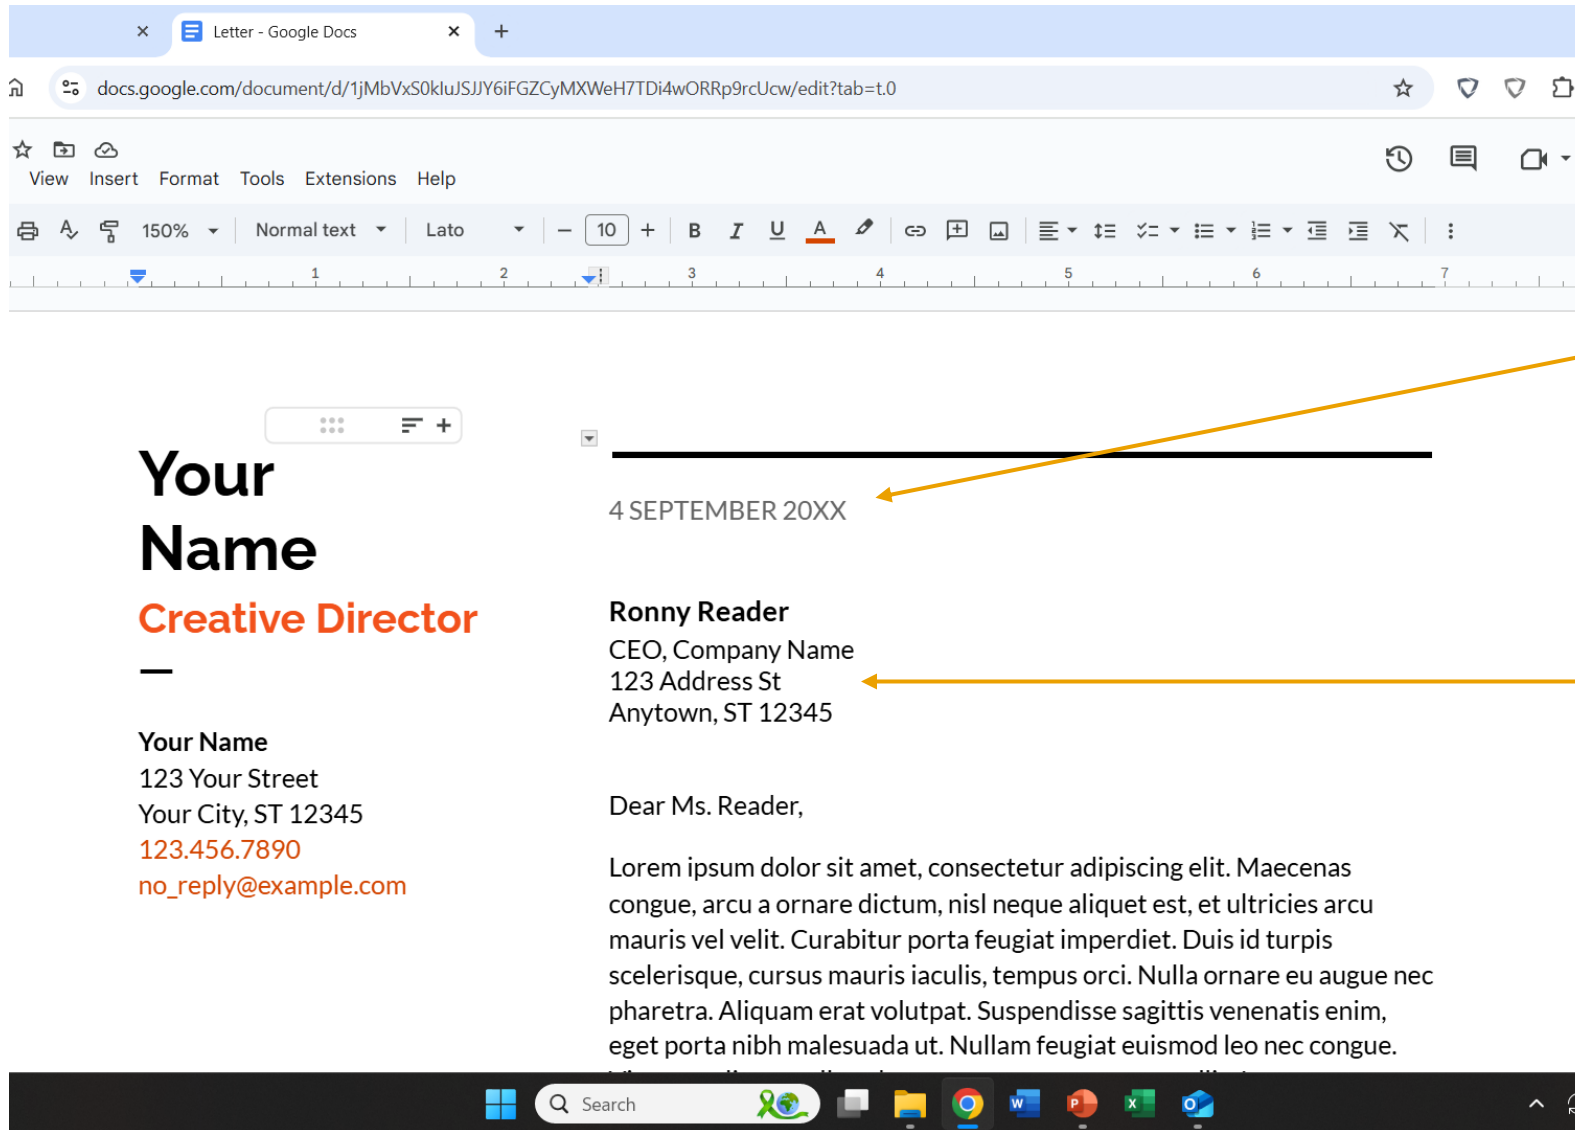 Letter - Google Docs
docs.google.com/document/d/1jMbVxS0kIuJSJJY6iFGZCyMXWeH7TDi4wORRp9rcUcw/edit?tab=t.0
View Insert Format Tools Extensions Help
150% Normal text Lato 10 B I U A
1 2 3 4 5 6 7
Your
Name
Creative Director
Your Name
123 Your Street
Your City, ST 12345
123.456.7890
no_reply@example.com
4 SEPTEMBER 20XX
Ronny Reader
CEO, Company Name
123 Address St
Anytown, ST 12345
Dear Ms. Reader,
Lorem ipsum dolor sit amet, consectetur adipiscing elit. Maecenas
congue, arcu a ornare dictum, nisl neque aliquet est, et ultricies arcu
mauris vel velit. Curabitur porta feugiat imperdiet. Duis id turpis
scelerisque, cursus mauris iaculis, tempus orci. Nulla ornare eu augue nec
pharetra. Aliquam erat volutpat. Suspendisse sagittis venenatis enim,
eget porta nibh malesuada ut. Nullam feugiat euismod leo nec congue.
Search